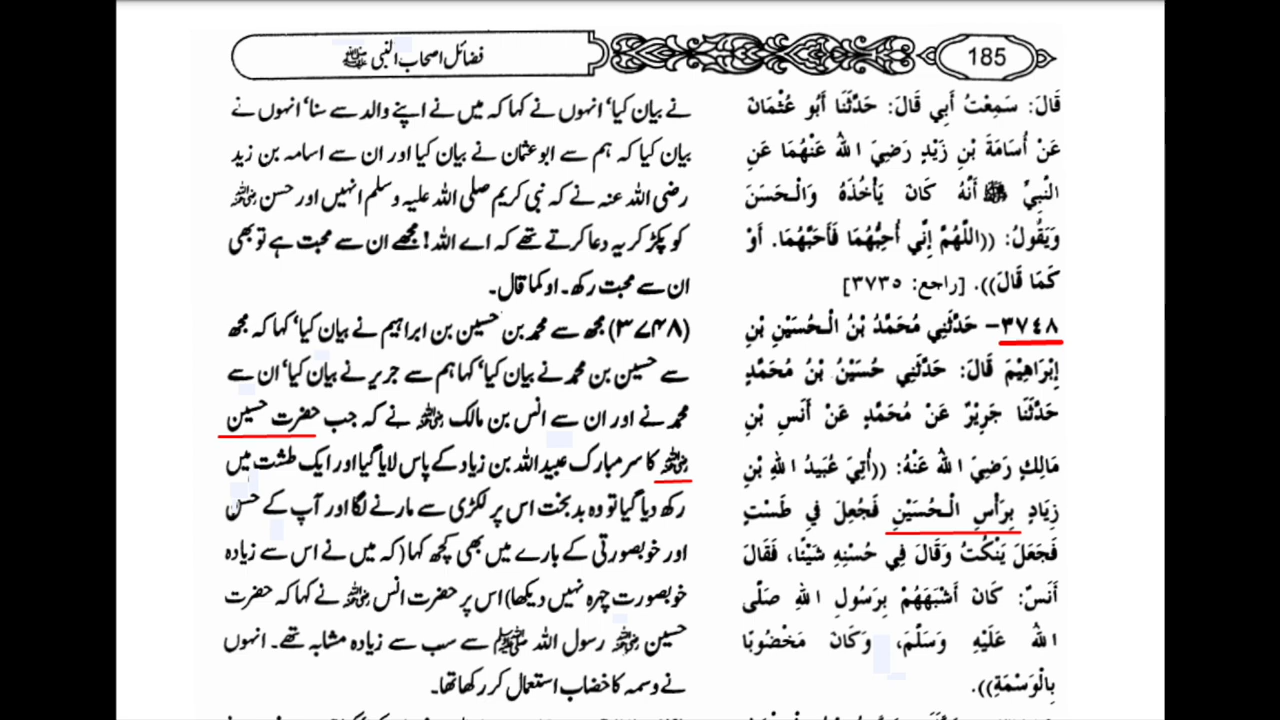 185
فضائل اصحاب النبی ﷺ
قَالَ: سَمِعْتُ أَبِي قَالَ: حَدَّثَنَا أَبُو عُثْمَانَ
عَنْ أُسَامَةَ بْنِ زَيْدٍ رَضِيَ اللهُ عَنْهُمَا عَنِ
النَّبِيِّ ﷺ أَنَّهُ كَانَ يَأْخُذُهُ وَالْحَسَنَ
وَيَقُولُ: ((اللَّهُمَّ إِنِّي أُحِبُّهُمَا فَأَحِبَّهُمَا. أَوْ
كَمَا قَالَ)). [راجع: ٣٧٣٥]
٣٧٤٨- حَدَّثَنِي مُحَمَّدُ بْنُ الْحُسَيْنِ بْنِ
إِبْرَاهِيْمَ قَالَ: حَدَّثَنِي حُسَيْنُ بْنُ مُحَمَّدٍ
حَدَّثَنَا جَرِيْرٌ عَنْ مُحَمَّدٍ عَنْ أَنَسِ بْنِ
مَالِكٍ رَضِيَ اللهُ عَنْهُ: ((أُتِيَ عُبَيدُ اللهِ بْنِ
زِيَادٍ بِرَأْسِ الْحُسَيْنِ فَجُعِلَ فِي طَسْتٍ
فَجَعَلَ يَنْكُتُ وَقَالَ فِي حُسْنِهِ شَيْئًا، فَقَالَ
أَنَسٌ: كَانَ أَشْبَهَهُمْ بِرَسُولِ اللهِ صَلَّى
اللهُ عَلَيْهِ وَسَلَّمَ، وَكَانَ مَخْضُوبًا
بِالْوَسْمَةِ)).
نے بیان کیا‘ انہوں نے کہا کہ میں نے اپنے والد سے سنا‘ انہوں نے
بیان کیا کہ ہم سے ابو عثمان نے بیان کیا اور ان سے اسامہ بن زید
رضی اللہ عنہ نے کہ نبی کریم صلی اللہ علیہ وسلم انہیں اور حسن رضی اللہ عنہ
کو پکڑ کر یہ دعا کرتے تھے کہ اے اللہ! مجھے ان سے محبت ہے تو بھی
ان سے محبت رکھ۔ او کما قال۔
(۳۷۴۸) مجھ سے محمد بن حسین بن ابراہیم نے بیان کیا‘ کہا کہ مجھ
سے حسین بن محمد نے بیان کیا‘ کہا ہم سے جریر نے بیان کیا‘ ان سے
محمد نے اور ان سے انس بن مالک رضی اللہ عنہ نے کہ جب حضرت حسین
رضی اللہ عنہ کا سر مبارک عبید اللہ بن زیاد کے پاس لایا گیا اور ایک طشت میں
رکھ دیا گیا تو وہ بدبخت اس پر لکڑی سے مارنے لگا اور آپ کے حسن
اور خوبصورتی کے بارے میں بھی کچھ کہا (کہ میں نے اس سے زیادہ
خوبصورت چہرہ نہیں دیکھا) اس پر حضرت انس رضی اللہ عنہ نے کہا کہ حضرت
حسین رضی اللہ عنہ رسول اللہ ﷺ سے سب سے زیادہ مشابہ تھے۔ انہوں
نے وسمہ کا خضاب استعمال کر رکھا تھا۔